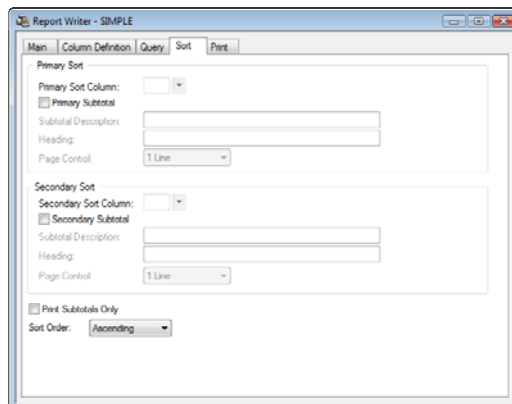 Report Writer - SIMPLE
Main Column Definition Query Sort Print
Primary Sort
Primary Sort Column:
Primary Subtotal
Subtotal Description:
Heading:
Page Control: 1 Line
Secondary Sort
Secondary Sort Column:
Secondary Subtotal
Subtotal Description:
Heading:
Page Control: 1 Line
Print Subtotals Only
Sort Order: Ascending